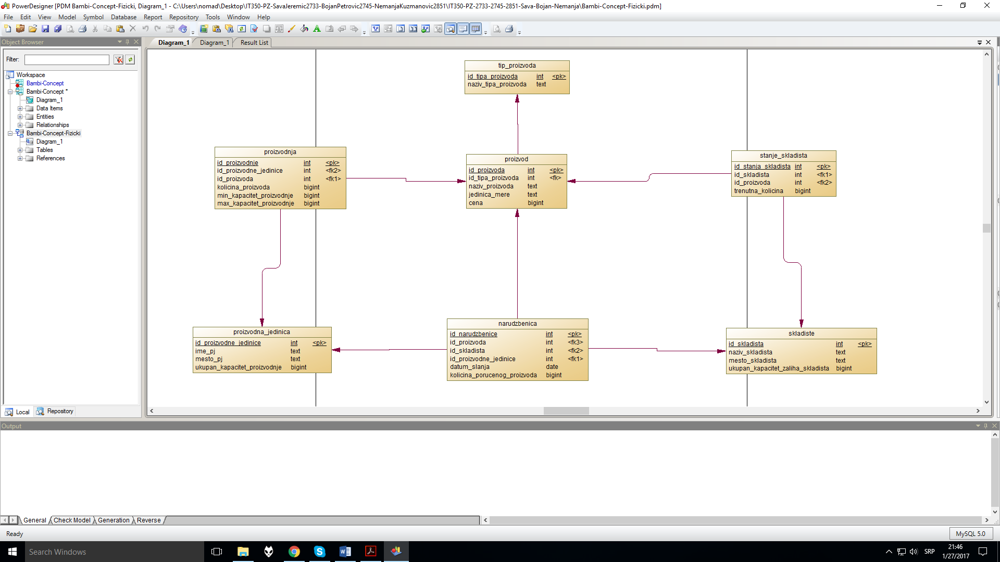 PowerDesigner [PDM Bambi-Concept-Fizicki, Diagram_1 - C:\Users\nomad\Desktop\IT350-PZ-SavaJeremic2733-BojanPetrovic2745-NemanjaKuzmanovic2851\IT350-PZ-2733-2745-2851-Sava-Bojan-Nemanja\Bambi-Concept-Fizicki.pdm]
File Edit View Model Symbol Database Report Repository Tools Window Help
Object Browser
Filter:
Workspace
Bambi-Concept
Bambi-Concept *
Diagram_1
Data Items
Entities
Relationships
Bambi-Concept-Fizicki
Diagram_1
Tables
References
Local Repository
Diagram_1 Diagram_1 Result List
tip_proizvoda
id_tipa_proizvoda int <pk>
naziv_tipa_proizvoda text
proizvodnja
id_proizvodnje int <pk>
id_proizvodne_jedinice int <fk2>
id_proizvoda int <fk1>
kolicina_proizvoda bigint
min_kapacitet_proizvodnje bigint
max_kapacitet_proizvodnje bigint
proizvod
id_proizvoda int <pk>
id_tipa_proizvoda int <fk>
naziv_proizvoda text
jedinica_mere text
cena bigint
stanje_skladista
id_stanja_skladista int <pk>
id_skladista int <fk1>
id_proizvoda int <fk2>
trenutna_kolicina bigint
proizvodna_jedinica
id_proizvodne_jedinice int <pk>
ime_pj text
mesto_pj text
ukupan_kapacitet_proizvodnje bigint
narudzbenica
id_narudzbenice int <pk>
id_proizvoda int <fk3>
id_skladista int <fk2>
id_proizvodne_jedinice int <fk1>
datum_slanja date
kolicina_porucenog_proizvoda bigint
skladiste
id_skladista int <pk>
naziv_skladista text
mesto_skladista text
ukupan_kapacitet_zaliha_skladista bigint
Output
General Check Model Generation Reverse
Ready
MySQL 5.0
Search Windows
SRP
21:46
1/27/2017